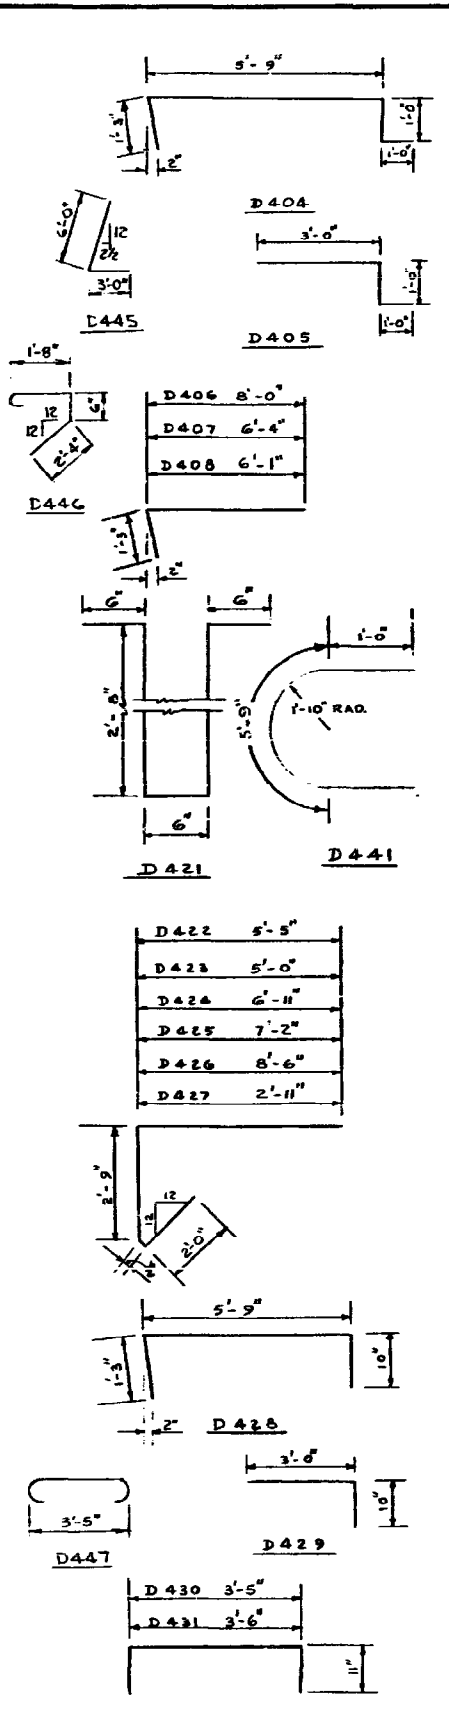 5'- 9"
1'- 3"
2"
1'-0"
1'-0"
D404
6'-0"
12
2½
3'-0"
D445
3'-0"
1'-10"
1'-0"
D405
1'-8"
6"
12
12
2'-4"
D446
D406 8'-0"
D407 6'-4"
D408 6'-1"
1'-3"
2"
6"
6"
2'-8"
6"
D421
1'-0"
1'-10" RAD.
5'-9"
D441
D422 5'-5"
D423 5'-0"
D424 6'-11"
D425 7'-2"
D426 8'-6"
D427 2'-11"
2'-9"
12
12
2'-0"
5'-9"
1'-3"
2"
10"
D428
3'-5"
D447
3'-0"
10"
D429
D430 3'-5"
D431 3'-6"
11"